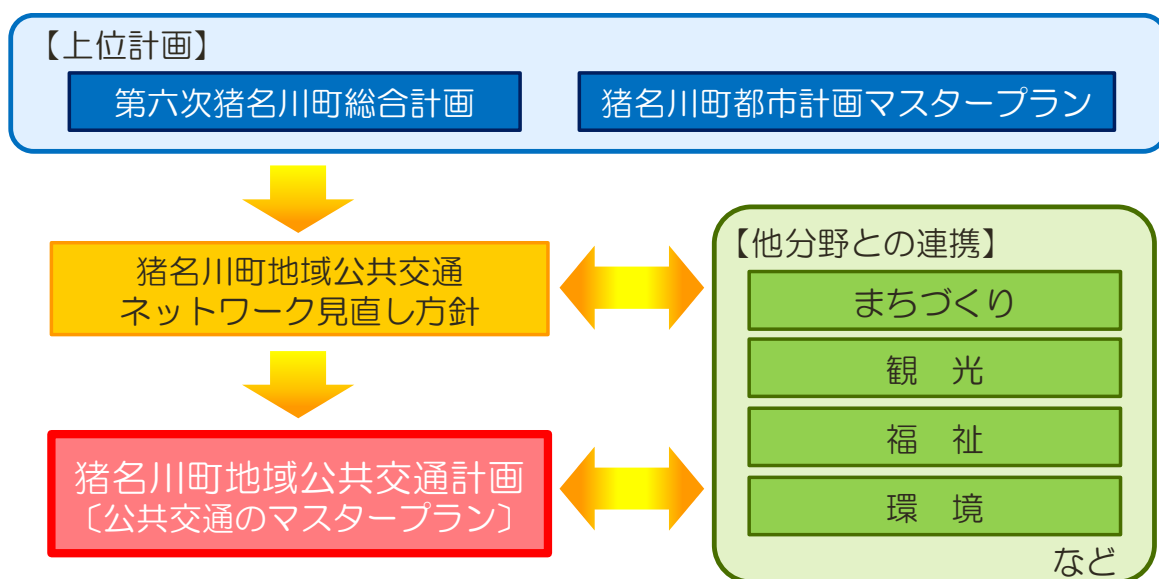 【上位計画】
第六次猪名川町総合計画
猪名川町都市計画マスタープラン
猪名川町地域公共交通
ネットワーク見直し方針
【他分野との連携】
まちづくり
観　光
福　祉
環　境
など
猪名川町地域公共交通計画
〔公共交通のマスタープラン〕